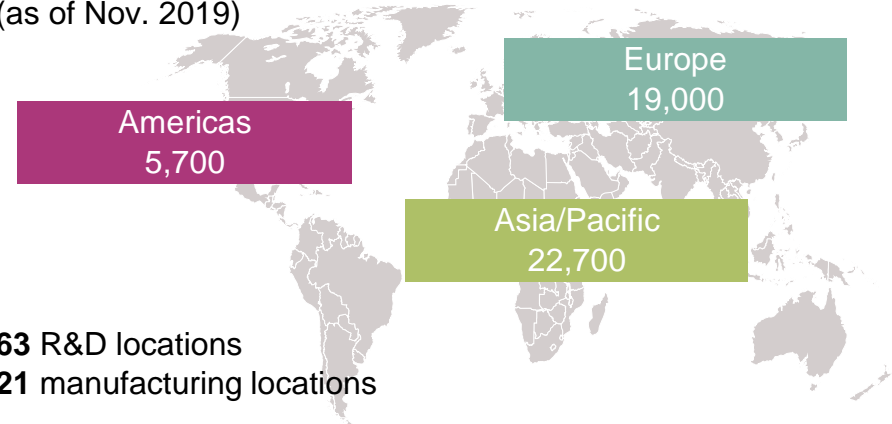 (as of Nov. 2019)
Europe
19,000
Americas
5,700
Asia/Pacific
22,700
63 R&D locations
21 manufacturing locations